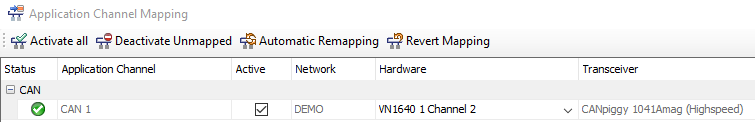 Application Channel Mapping
Activate all Deactivate Unmapped Automatic Remapping Revert Mapping
Status Application Channel Active Network Hardware Transceiver
CAN
CAN 1 DEMO VN1640 1 Channel 2 CANpiggy 1041Amag (Highspeed)